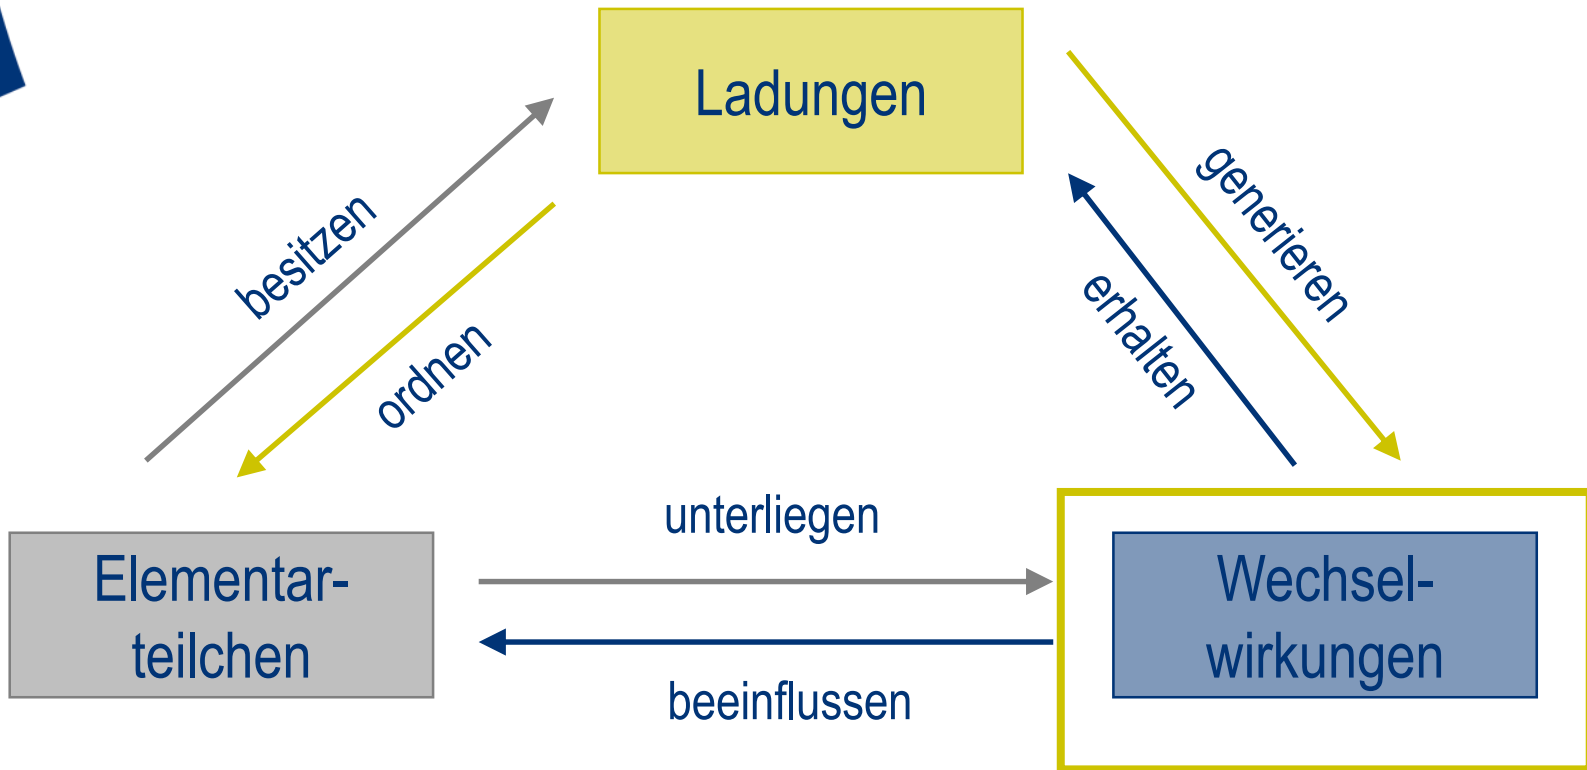 Ladungen
besitzen
ordnen
generieren
erhalten
unterliegen
Elementar-
teilchen
Wechsel-
wirkungen
beeinflussen